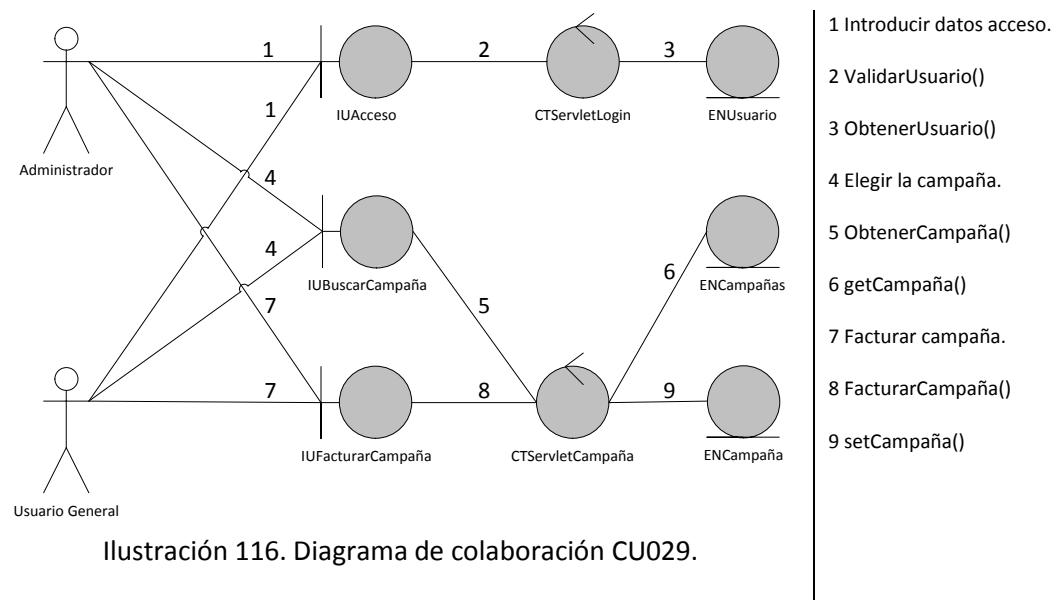 1
2
3
1
IUAcceso
CTServletLogin
ENUsuario
Administrador
4
4
6
IUBuscarCampaña
ENCampañas
7
5
7
8
9
IUFacturarCampaña
CTServletCampaña
ENCampaña
Usuario General
1 Introducir datos acceso.
2 ValidarUsuario()
3 ObtenerUsuario()
4 Elegir la campaña.
5 ObtenerCampaña()
6 getCampaña()
7 Facturar campaña.
8 FacturarCampaña()
9 setCampaña()
Ilustración 116. Diagrama de colaboración CU029.